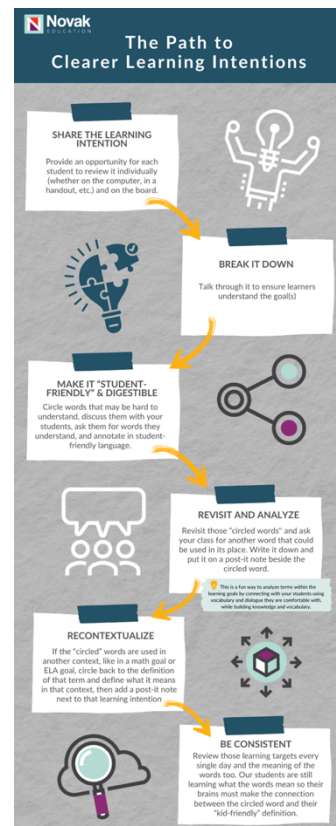 Novak
EDUCATION
The Path to
Clearer Learning Intentions
SHARE THE LEARNING
INTENTION
Provide an opportunity for each
student to review it individually
(whether on the computer, in a
handout, etc.) and on the board.
BREAK IT DOWN
Talk through it to ensure learners
understand the goal(s)
MAKE IT "STUDENT-
FRIENDLY" & DIGESTIBLE
Circle words that may be hard to
understand, discuss them with your
students, ask them for words they
understand, and annotate in student-
friendly language.
REVISIT AND ANALYZE
Revisit those "circled words" and ask
your class for another word that could
be used in its place. Write it down and
put it on a post-it note beside the
circled word.
This is a fun way to analyze terms within the
learning goals by connecting with your students using
vocabulary and dialogue they are comfortable with,
while building knowledge and vocabulary.
RECONTEXTUALIZE
If the "circled" words are used in
another context, like in a math goal or
ELA goal, circle back to the definition
of that term and define what it means
in that context, then add a post-it note
next to that learning intention
BE CONSISTENT
Review those learning targets every
single day and the meaning of the
words too. Our students are still
learning what the words mean so their
brains must make the connection
between the circled word and their
"kid-friendly" definition.